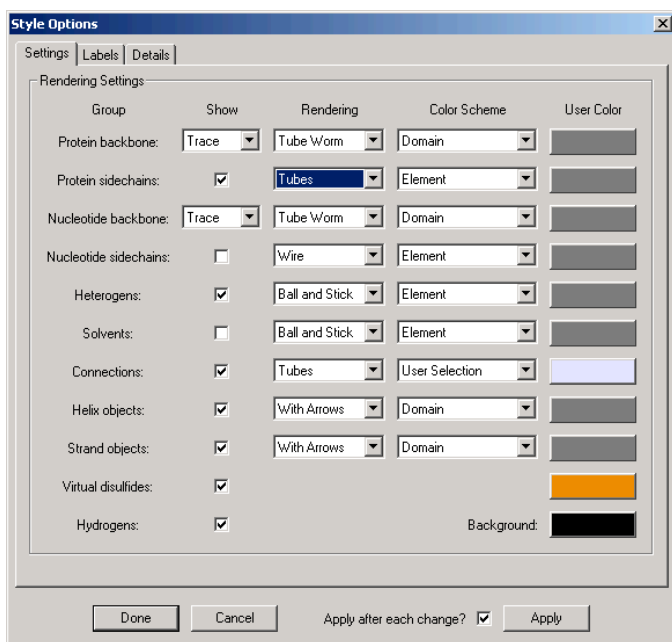 Style Options
Settings Labels Details
Rendering Settings
Group Show Rendering Color Scheme User Color
Protein backbone: Trace Tube Worm Domain
Protein sidechains: Tubes Element
Nucleotide backbone: Trace Tube Worm Domain
Nucleotide sidechains: Wire Element
Heterogens: Ball and Stick Element
Solvents: Ball and Stick Element
Connections: Tubes User Selection
Helix objects: With Arrows Domain
Strand objects: With Arrows Domain
Virtual disulfides:
Hydrogens: Background:
Done Cancel Apply after each change? Apply